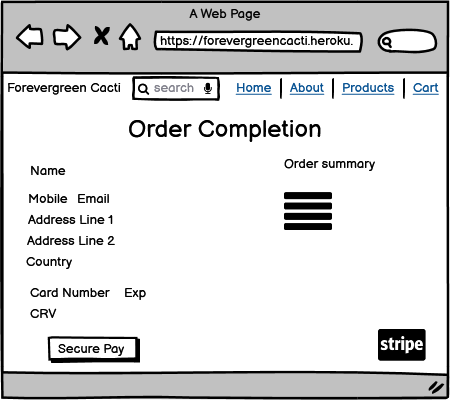 A Web Page
https://forevergreencacti.heroku.
Forevergreen Cacti search Home About Products Cart
Order Completion
Order summary
Name
Mobile Email
Address Line 1
Address Line 2
Country
Card Number Exp
CRV
Secure Pay
stripe